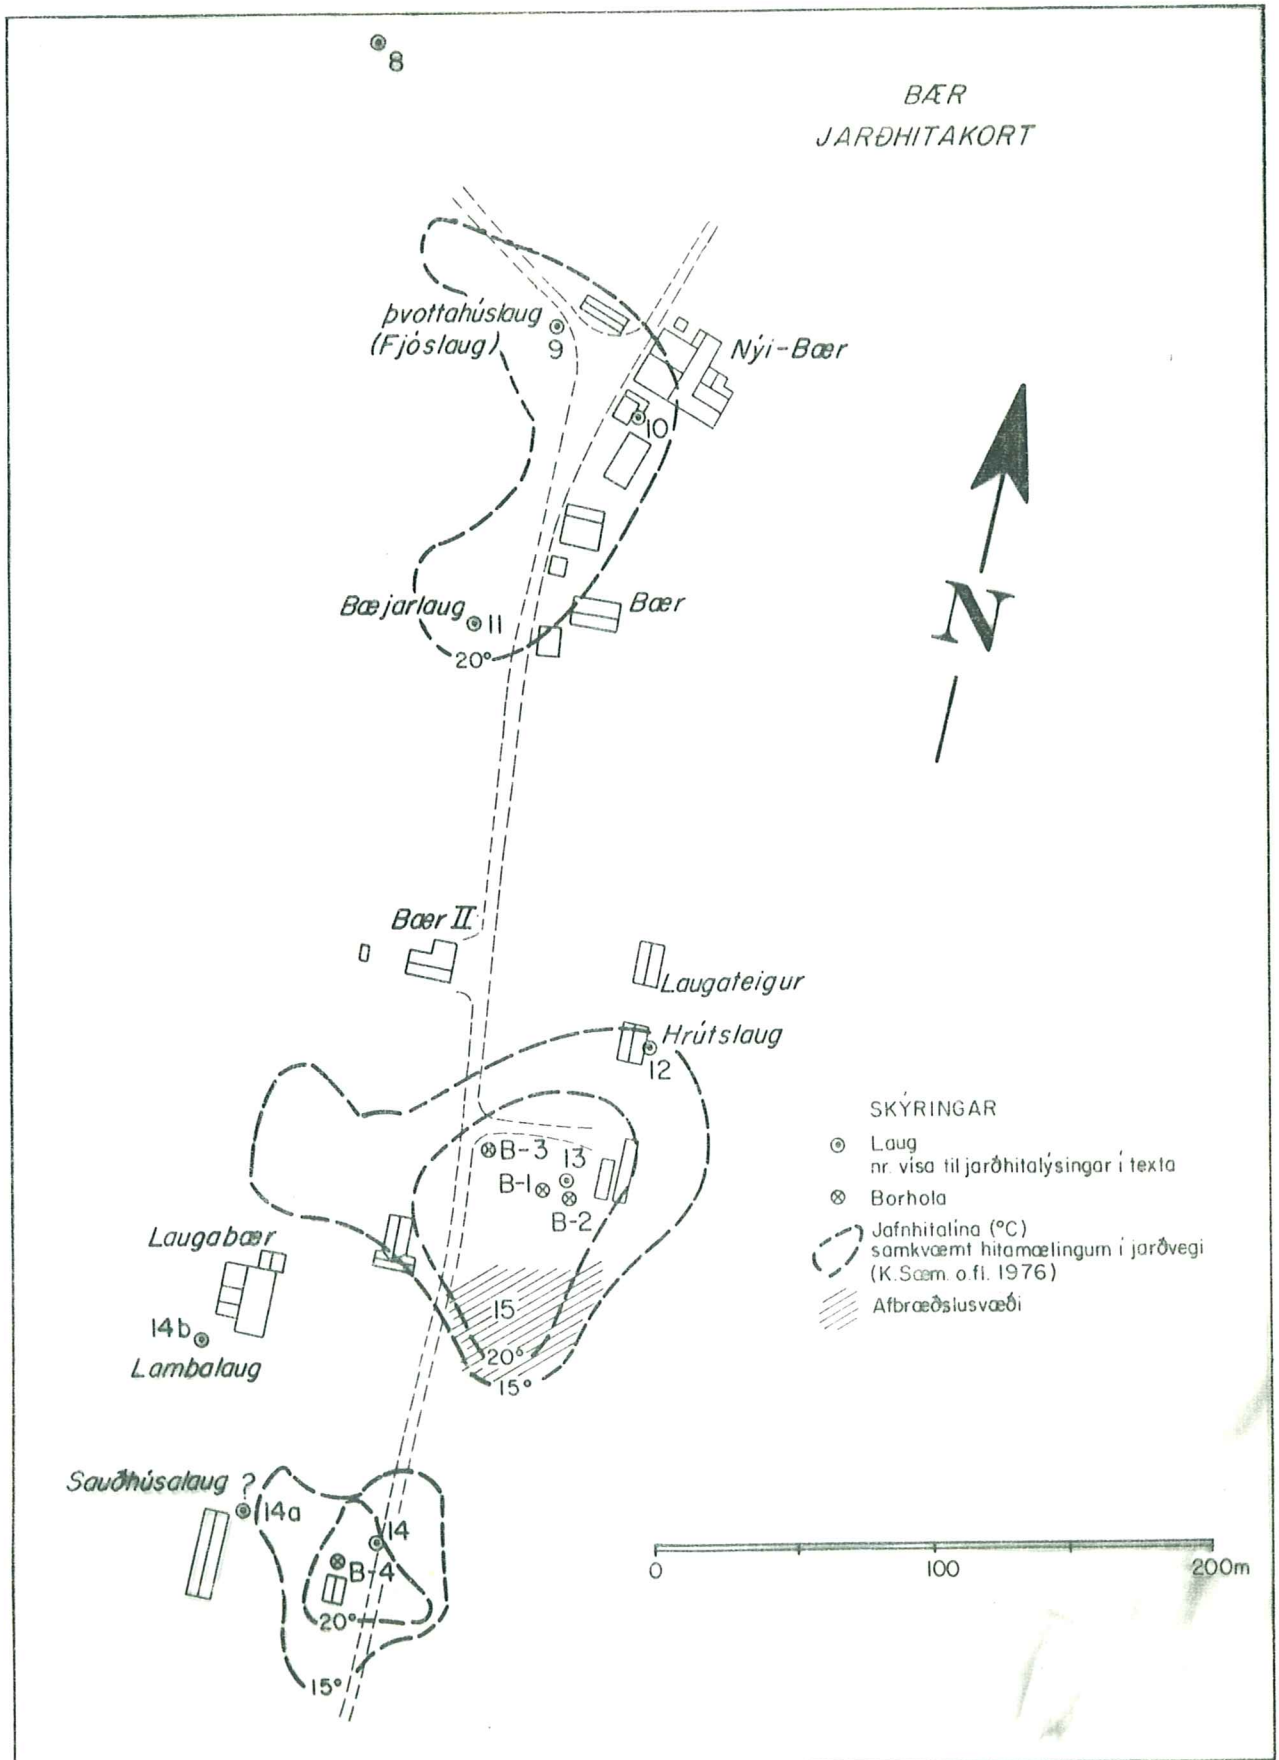 8
BÆR
JARÐHITAKORT
Þvottahúslaug
(Fjóslaug)
9
Nýi-Bær
10
Bæjarlaug
11
Bær
20°
N
Bær II
Laugateigur
Hrútslaug
12
B-3
13
B-1
B-2
Laugabær
14b
Lambalaug
15
20°
15°
SKÝRINGAR
Laug
nr. vísa til jarðhitalýsingar í texta
Borhola
Jafnhitalína (°C)
samkvæmt hitamælingum í jarðvegi
(K.Sæm. o.fl. 1976)
Afbræðslusvæði
Sauðhúsalaug ?
14a
14
B-4
20°
15°
0
100
200m